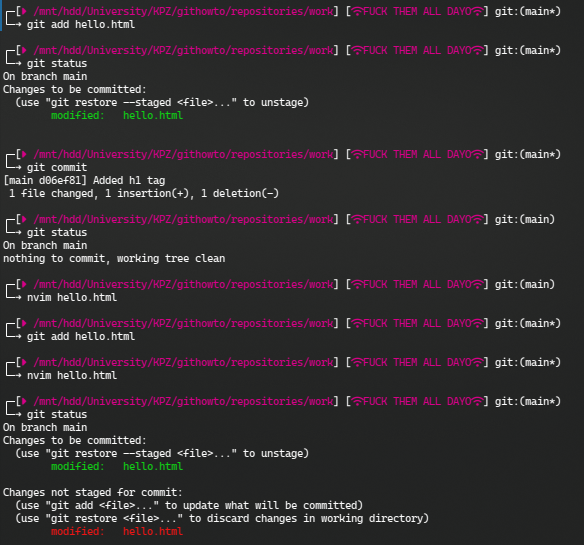 ┌─[ /mnt/hdd/University/KPZ/githowto/repositories/work] [FUCK THEM ALL DAYO] git:(main*)
└─→ git add hello.html
┌─[ /mnt/hdd/University/KPZ/githowto/repositories/work] [FUCK THEM ALL DAYO] git:(main*)
└─→ git status
On branch main
Changes to be committed:
(use "git restore --staged <file>..." to unstage)
modified:   hello.html
┌─[ /mnt/hdd/University/KPZ/githowto/repositories/work] [FUCK THEM ALL DAYO] git:(main*)
└─→ git commit
[main d06ef81] Added h1 tag
1 file changed, 1 insertion(+), 1 deletion(-)
┌─[ /mnt/hdd/University/KPZ/githowto/repositories/work] [FUCK THEM ALL DAYO] git:(main)
└─→ git status
On branch main
nothing to commit, working tree clean
┌─[ /mnt/hdd/University/KPZ/githowto/repositories/work] [FUCK THEM ALL DAYO] git:(main)
└─→ nvim hello.html
┌─[ /mnt/hdd/University/KPZ/githowto/repositories/work] [FUCK THEM ALL DAYO] git:(main*)
└─→ git add hello.html
┌─[ /mnt/hdd/University/KPZ/githowto/repositories/work] [FUCK THEM ALL DAYO] git:(main*)
└─→ nvim hello.html
┌─[ /mnt/hdd/University/KPZ/githowto/repositories/work] [FUCK THEM ALL DAYO] git:(main*)
└─→ git status
On branch main
Changes to be committed:
(use "git restore --staged <file>..." to unstage)
modified:   hello.html
Changes not staged for commit:
(use "git add <file>..." to update what will be committed)
(use "git restore <file>..." to discard changes in working directory)
modified:   hello.html